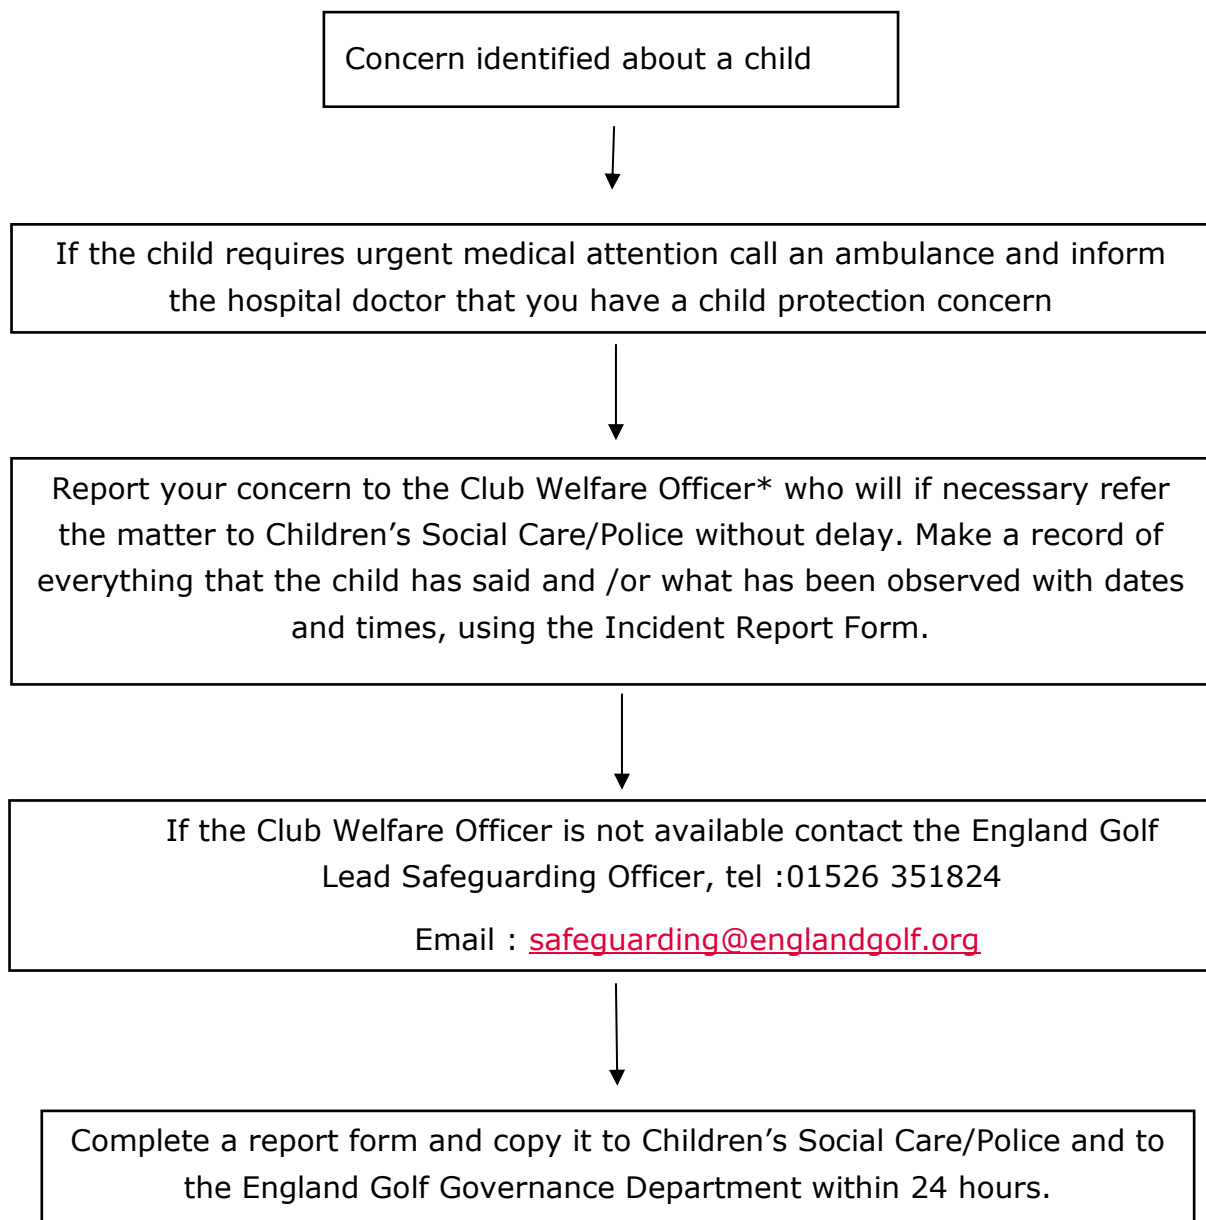 Concern identified about a child
If the child requires urgent medical attention call an ambulance and inform
the hospital doctor that you have a child protection concern
Report your concern to the Club Welfare Officer* who will if necessary refer
the matter to Children’s Social Care/Police without delay. Make a record of
everything that the child has said and /or what has been observed with dates
and times, using the Incident Report Form.
If the Club Welfare Officer is not available contact the England Golf
Lead Safeguarding Officer, tel :01526 351824
Email : safeguarding@englandgolf.org
Complete a report form and copy it to Children’s Social Care/Police and to
the England Golf Governance Department within 24 hours.